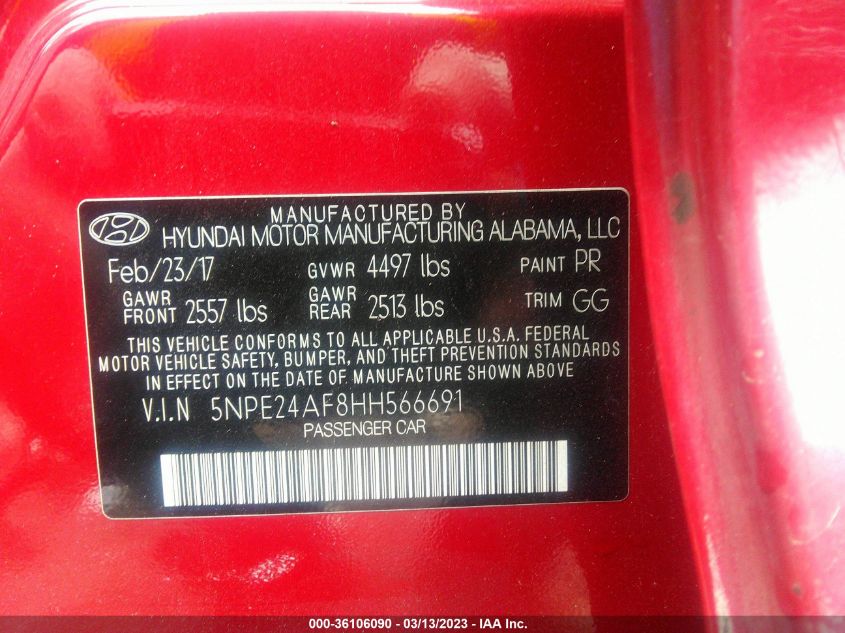 MANUFACTURED BY
HYUNDAI MOTOR MANUFACTURING ALABAMA, LLC
Feb/23/17 GVWR 4497 lbs PAINT PR
GAWR FRONT 2557 lbs GAWR REAR 2513 lbs TRIM GG
THIS VEHICLE CONFORMS TO ALL APPLICABLE U.S.A. FEDERAL
MOTOR VEHICLE SAFETY, BUMPER, AND THEFT PREVENTION STANDARDS
IN EFFECT ON THE DATE OF MANUFACTURE SHOWN ABOVE
V.I.N 5NPE24AF8HH566691
PASSENGER CAR
000-36106090 - 03/13/2023 - IAA Inc.